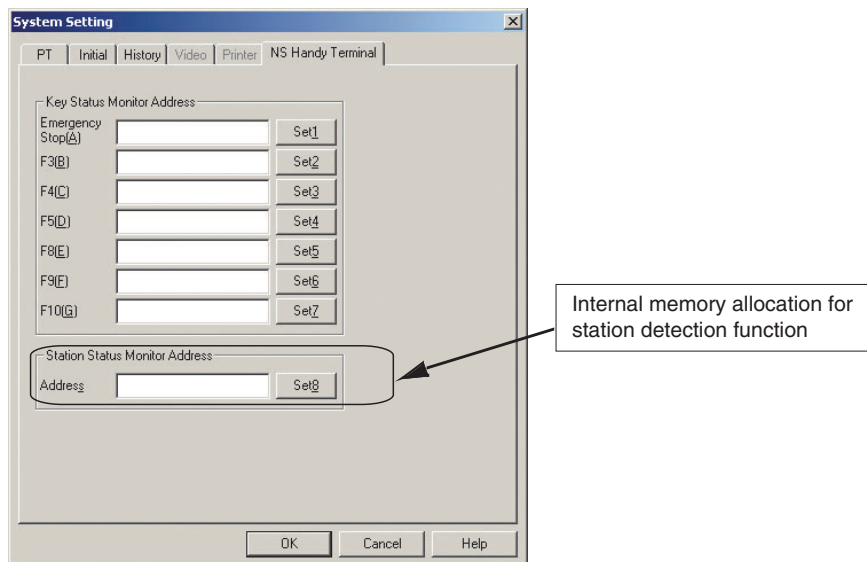 System Setting
PT Initial History Video Printer NS Handy Terminal
Key Status Monitor Address
Emergency
Stop(A) Set1
F3(B) Set2
F4(C) Set3
F5(D) Set4
F8(E) Set5
F9(F) Set6
F10(G) Set7
Station Status Monitor Address
Address Set8
Internal memory allocation for
station detection function
OK Cancel Help